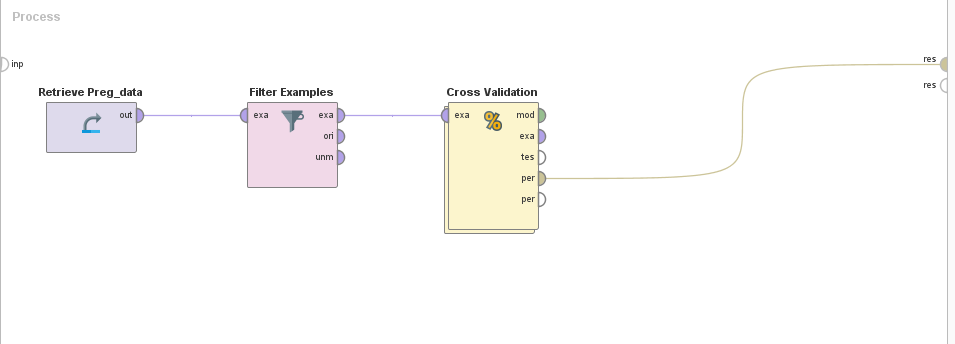 Process
inp
res
res
Retrieve Preg_data
out
Filter Examples
exa
exa
ori
unm
Cross Validation
exa
%
mod
exa
tes
per
per